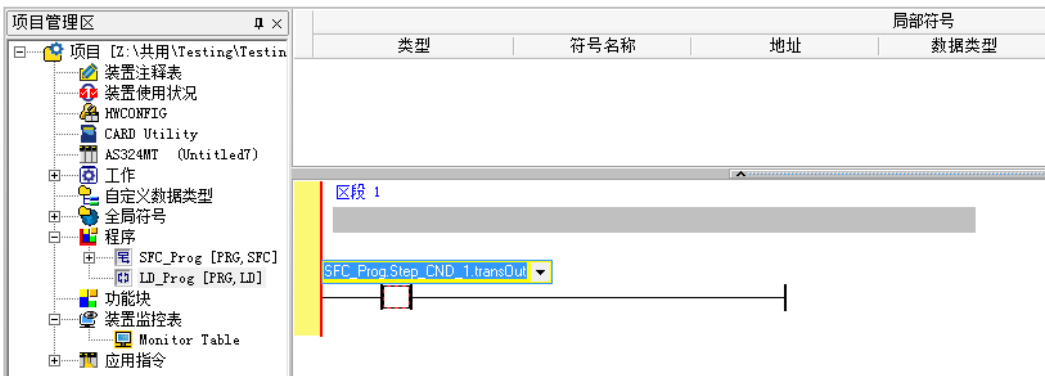 项目管理区
项目 [Z:\共用\Testing\Testin
装置注释表
装置使用状况
HWCONFIG
CARD Utility
AS324MT (Untitled7)
工作
自定义数据类型
全局符号
程序
SFC_Prog [PRG,SFC]
LD_Prog [PRG,LD]
功能块
装置监控表
Monitor Table
应用指令
局部符号
类型 符号名称 地址 数据类型
区段 1
SFC_Prog.Step_CND_1.transOut